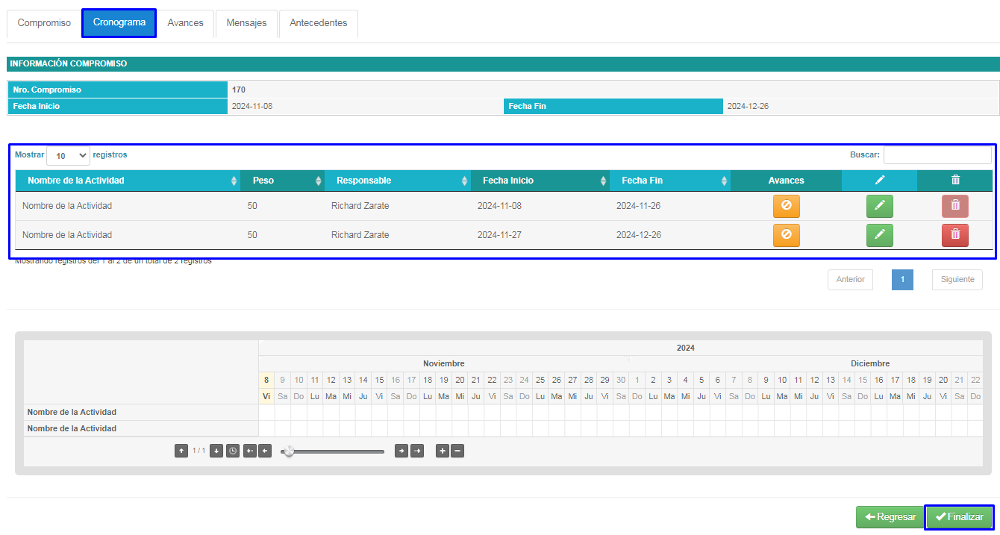 Compromiso Cronograma Avances Mensajes Antecedentes
INFORMACIÓN COMPROMISO
Nro. Compromiso 170
Fecha Inicio 2024-11-08 Fecha Fin 2024-12-26
Mostrar 10 registros Buscar:
Nombre de la Actividad Peso Responsable Fecha Inicio Fecha Fin Avances
Nombre de la Actividad 50 Richard Zarate 2024-11-08 2024-11-26
Nombre de la Actividad 50 Richard Zarate 2024-11-27 2024-12-26
Mostrando registros del 1 al 2 de un total de 2 registros
Anterior 1 Siguiente
2024
Noviembre Diciembre
8 9 10 11 12 13 14 15 16 17 18 19 20 21 22 23 24 25 26 27 28 29 30 1 2 3 4 5 6 7 8 9 10 11 12 13 14 15 16 17 18 19 20 21 22
Vi Sa Do Lu Ma Mi Ju Vi Sa Do Lu Ma Mi Ju Vi Sa Do Lu Ma Mi Ju Vi Sa Do Lu Ma Mi Ju Vi Sa Do Lu Ma Mi Ju Vi Sa Do Lu Ma Mi Ju Vi Sa Do
Nombre de la Actividad
Nombre de la Actividad
1 / 1
Regresar Finalizar